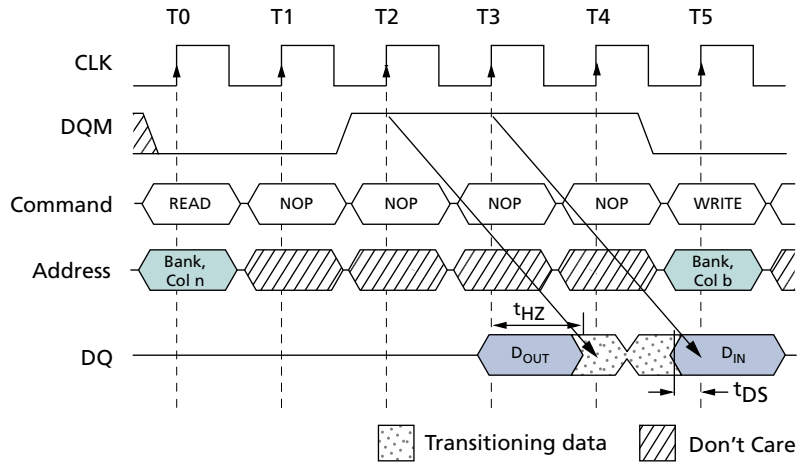 T0 T1 T2 T3 T4 T5
CLK
DQM
Command READ NOP NOP NOP NOP WRITE
Address Bank, Col n Bank, Col b
tHZ
DQ DOUT DIN
tDS
Transitioning data Don't Care